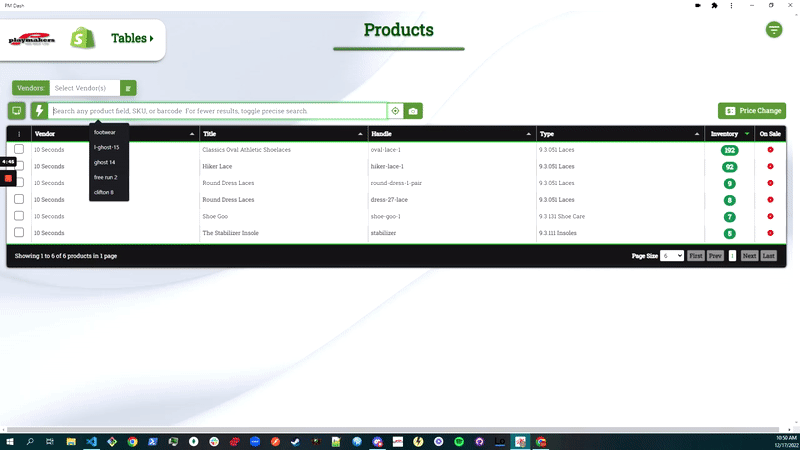 PM Dash
playmakers
Tables
Products
Vendors:
Select Vendor(s)
Search any product field, SKU, or barcode. For fewer results, toggle precise search.
Price Change
footwear
l-ghost-15
ghost 14
free run 2
clifton 8
Vendor Title Handle Type Inventory On Sale
10 Seconds Classics Oval Athletic Shoelaces oval-lace-1 9.3.051 Laces 192
10 Seconds Hiker Lace hiker-lace-1 9.3.051 Laces 92
10 Seconds Round Dress Laces round-dress-1-pair 9.3.051 Laces 9
10 Seconds Round Dress Laces dress-27-lace 9.3.051 Laces 8
10 Seconds Shoe Goo shoe-goo-1 9.3.131 Shoe Care 7
10 Seconds The Stabilizer Insole stabilizer 9.3.111 Insoles 5
4:45
Showing 1 to 6 of 6 products in 1 page
Page Size 6 First Prev 1 Next Last
10:50 AM
12/17/2022